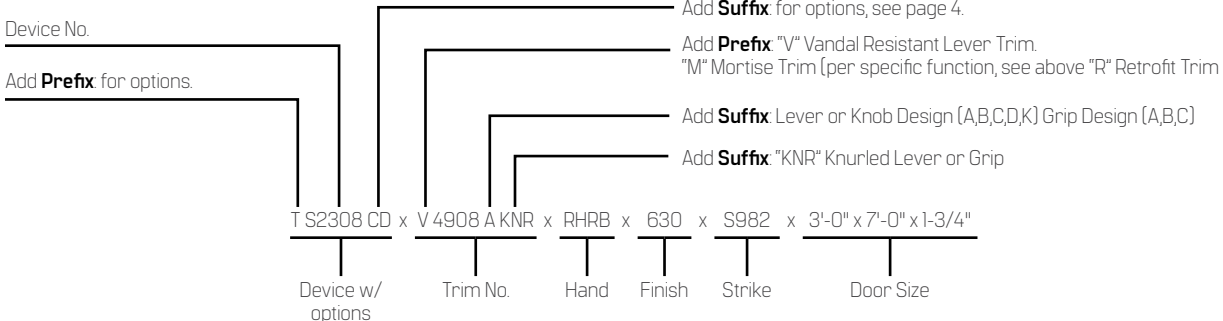 Add Suffix: for options, see page 4.
Device No.
Add Prefix: "V" Vandal Resistant Lever Trim.
"M" Mortise Trim (per specific function, see above "R" Retrofit Trim
Add Prefix: for options.
Add Suffix: Lever or Knob Design (A,B,C,D,K) Grip Design (A,B,C)
Add Suffix: "KNR" Knurled Lever or Grip
T S2308 CD x V 4908 A KNR x RHRB x 630 x S982 x 3'-0" x 7'-0" x 1-3/4"
Device w/ options
Trim No.
Hand
Finish
Strike
Door Size